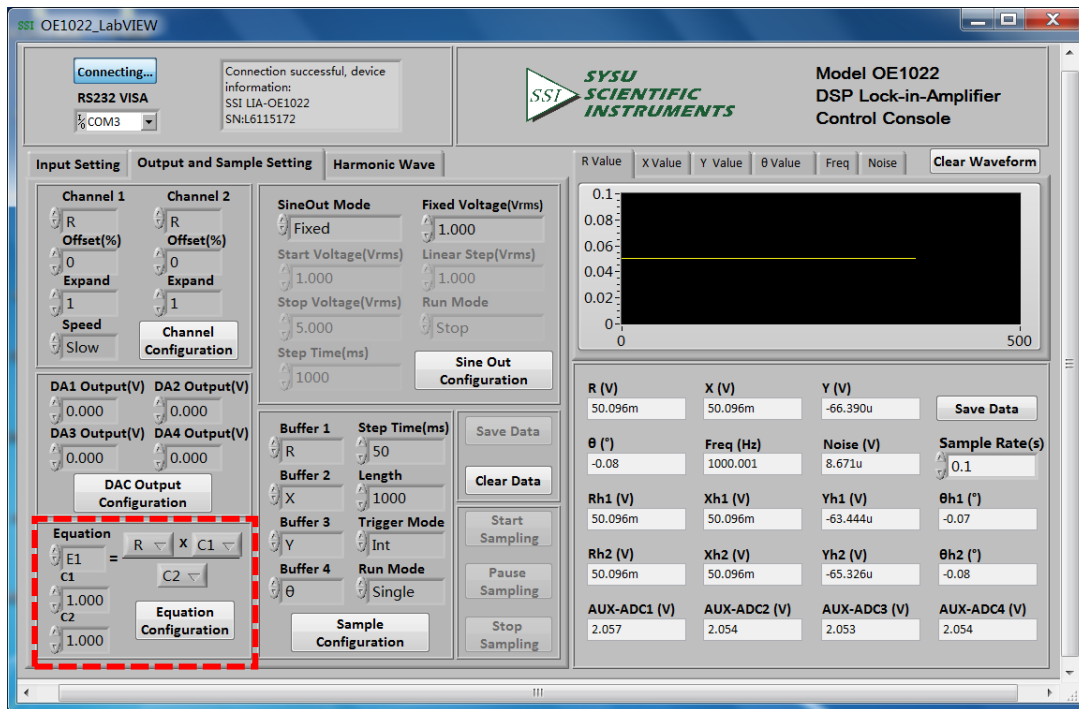 SSI OE1022_LabVIEW
Connecting...
RS232 VISA
COM3
Connection successful, device
information:
SSI LIA-OE1022
SN:L6115172
SSI
SYSU
SCIENTIFIC
INSTRUMENTS
Model OE1022
DSP Lock-in-Amplifier
Control Console
Input Setting Output and Sample Setting Harmonic Wave
Channel 1 Channel 2
R R
Offset(%) Offset(%)
0 0
Expand Expand
1 1
Speed
Slow
Channel
Configuration
DA1 Output(V) DA2 Output(V)
0.000 0.000
DA3 Output(V) DA4 Output(V)
0.000 0.000
DAC Output
Configuration
Equation
E1 = R x C1
C2
C1
1.000
C2
1.000
Equation
Configuration
SineOut Mode Fixed Voltage(Vrms)
Fixed 1.000
Start Voltage(Vrms) Linear Step(Vrms)
1.000 1.000
Stop Voltage(Vrms) Run Mode
5.000 Stop
Step Time(ms)
1000
Sine Out
Configuration
Buffer 1 Step Time(ms)
R 50
Buffer 2 Length
X 1000
Buffer 3 Trigger Mode
Y Int
Buffer 4 Run Mode
θ Single
Sample
Configuration
Save Data
Clear Data
Start
Sampling
Pause
Sampling
Stop
Sampling
R Value X Value Y Value θ Value Freq Noise Clear Waveform
0.1
0.08
0.06
0.04
0.02
0
0 500
R (V) X (V) Y (V)
50.096m 50.096m -66.390u Save Data
θ (°) Freq (Hz) Noise (V) Sample Rate(s)
-0.08 1000.001 8.671u 0.1
Rh1 (V) Xh1 (V) Yh1 (V) θh1 (°)
50.096m 50.096m -63.444u -0.07
Rh2 (V) Xh2 (V) Yh2 (V) θh2 (°)
50.096m 50.096m -65.326u -0.08
AUX-ADC1 (V) AUX-ADC2 (V) AUX-ADC3 (V) AUX-ADC4 (V)
2.057 2.054 2.053 2.054